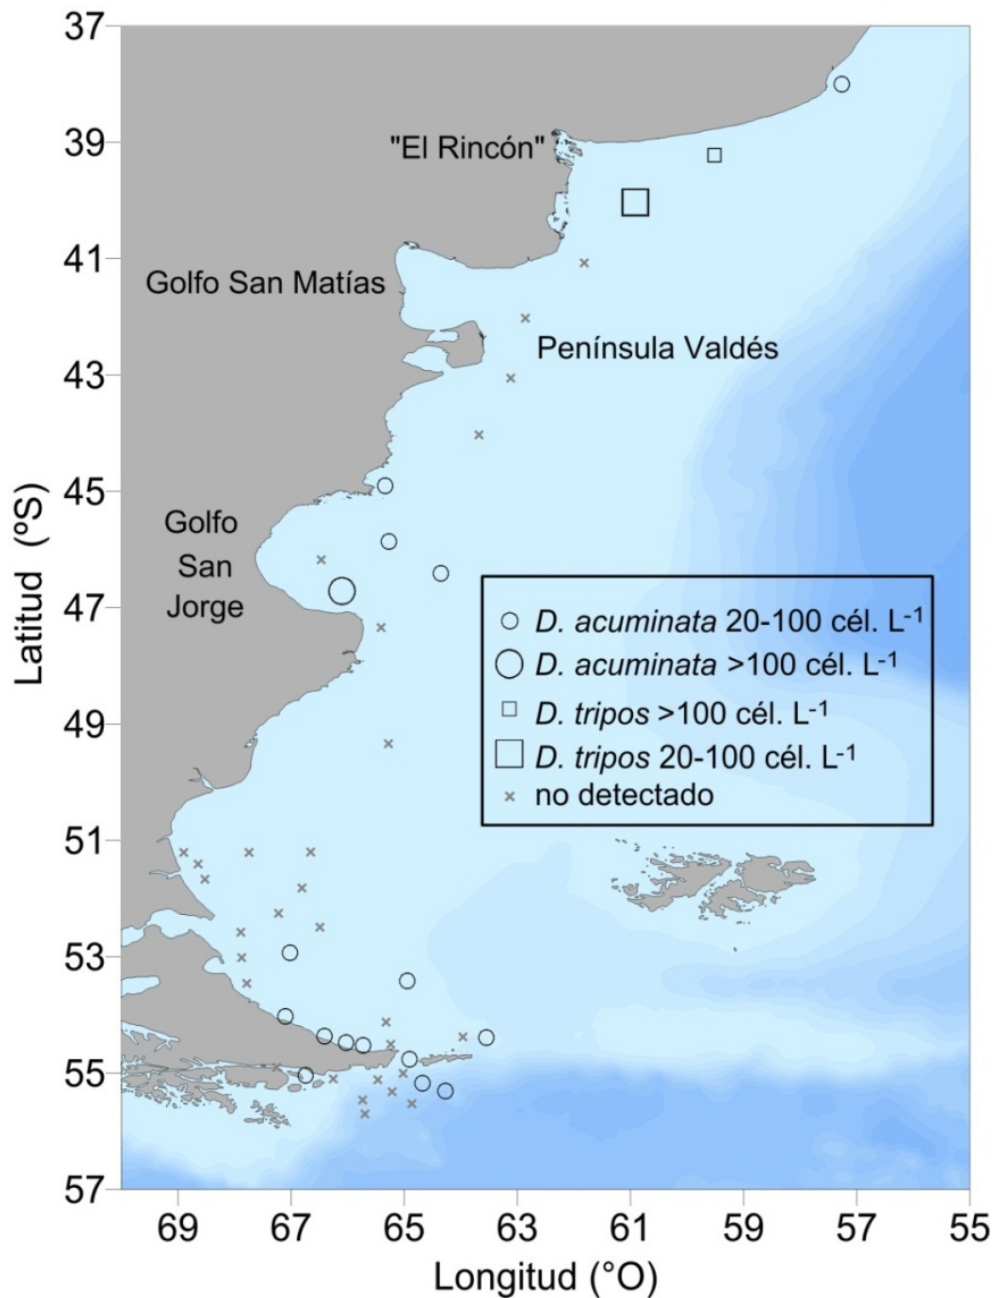 37
39
41
43
45
47
49
51
53
55
57
Latitud (ºS)
"El Rincón"
Golfo San Matías
Península Valdés
Golfo
San
Jorge
D. acuminata 20-100 cél. L-1
D. acuminata >100 cél. L-1
D. tripos >100 cél. L-1
D. tripos 20-100 cél. L-1
no detectado
69 67 65 63 61 59 57 55
Longitud (°O)